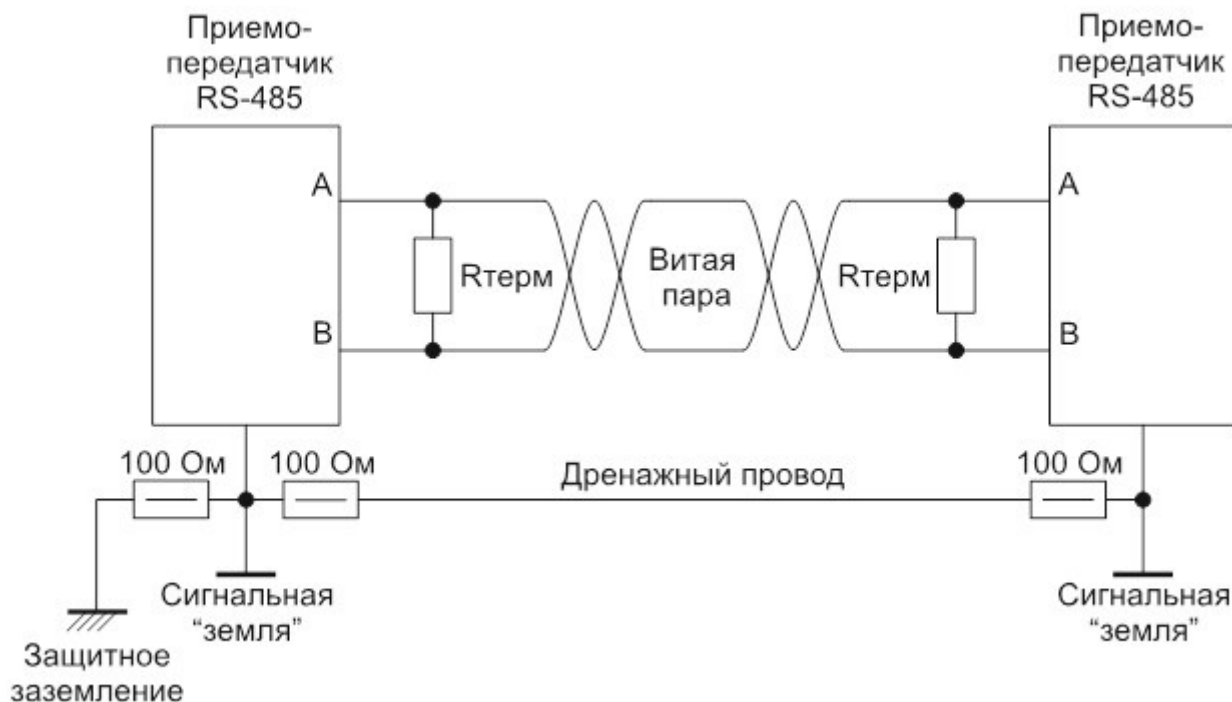 Приемо-
передатчик
RS-485
Приемо-
передатчик
RS-485
A
A
Rтерм
Витая
пара
Rтерм
B
B
100 Ом
100 Ом
Дренажный провод
100 Ом
Сигнальная
“земля”
Сигнальная
“земля”
Защитное
заземление